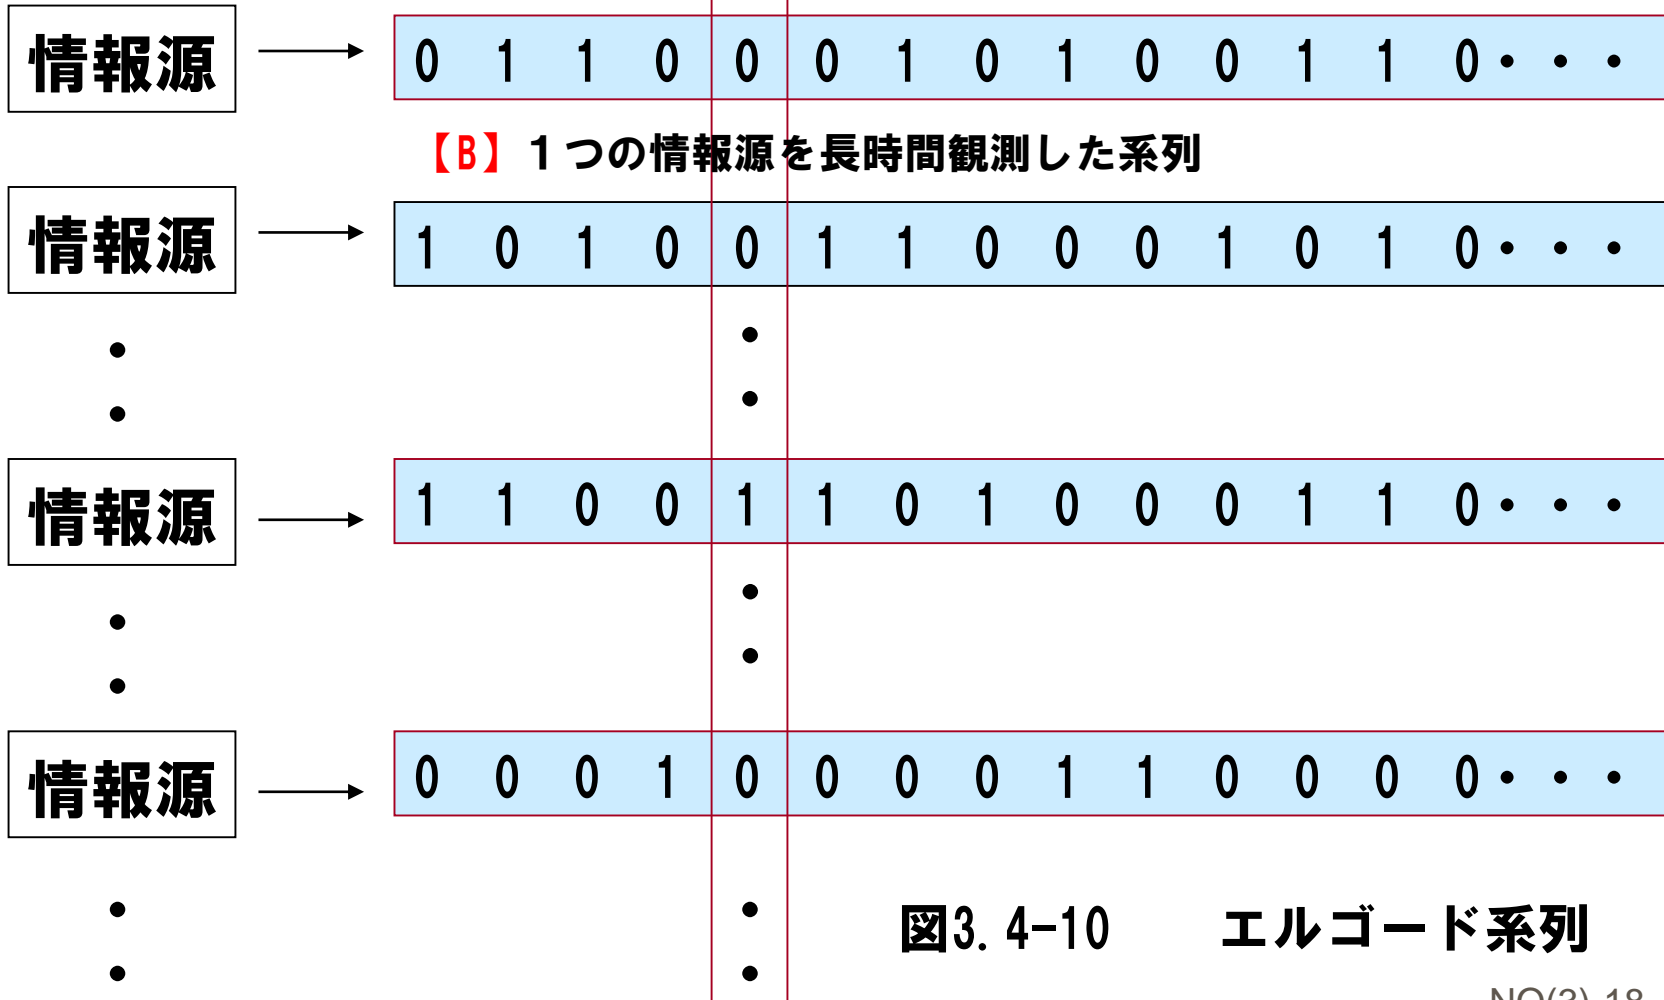 情報源 0 1 1 0 0 0 1 0 1 0 0 1 1 0・・・
【B】１つの情報源を長時間観測した系列
情報源 1 0 1 0 0 1 1 0 0 0 1 0 1 0・・・
情報源 1 1 0 0 1 1 0 1 0 0 0 1 1 0・・・
情報源 0 0 0 1 0 0 0 0 1 1 0 0 0 0・・・
図3.4-10 エルゴード系列
NO(3)-18